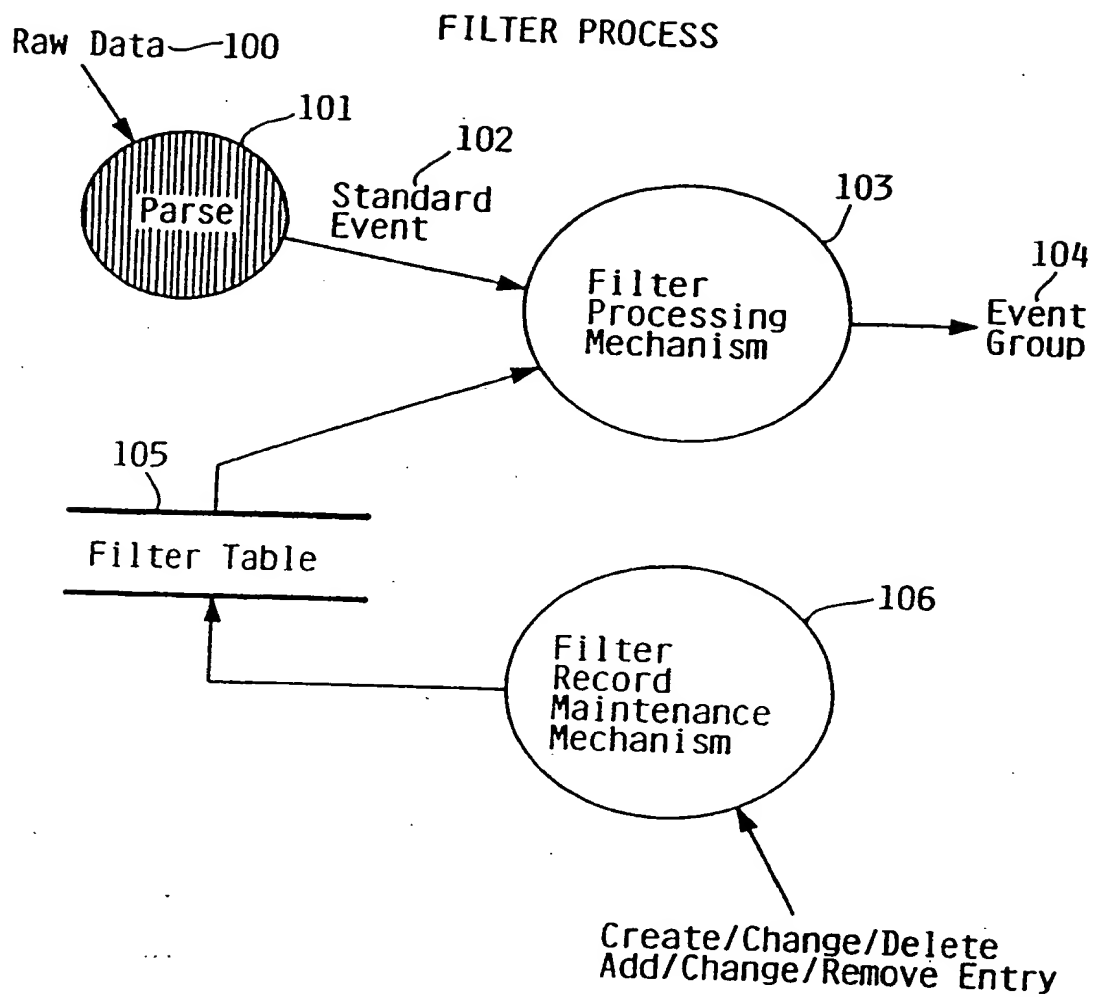 FILTER PROCESS
Raw Data 100
101
Parse
102
Standard
Event
103
Filter
Processing
Mechanism
104
Event
Group
105
Filter Table
106
Filter
Record
Maintenance
Mechanism
Create/Change/Delete
Add/Change/Remove Entry